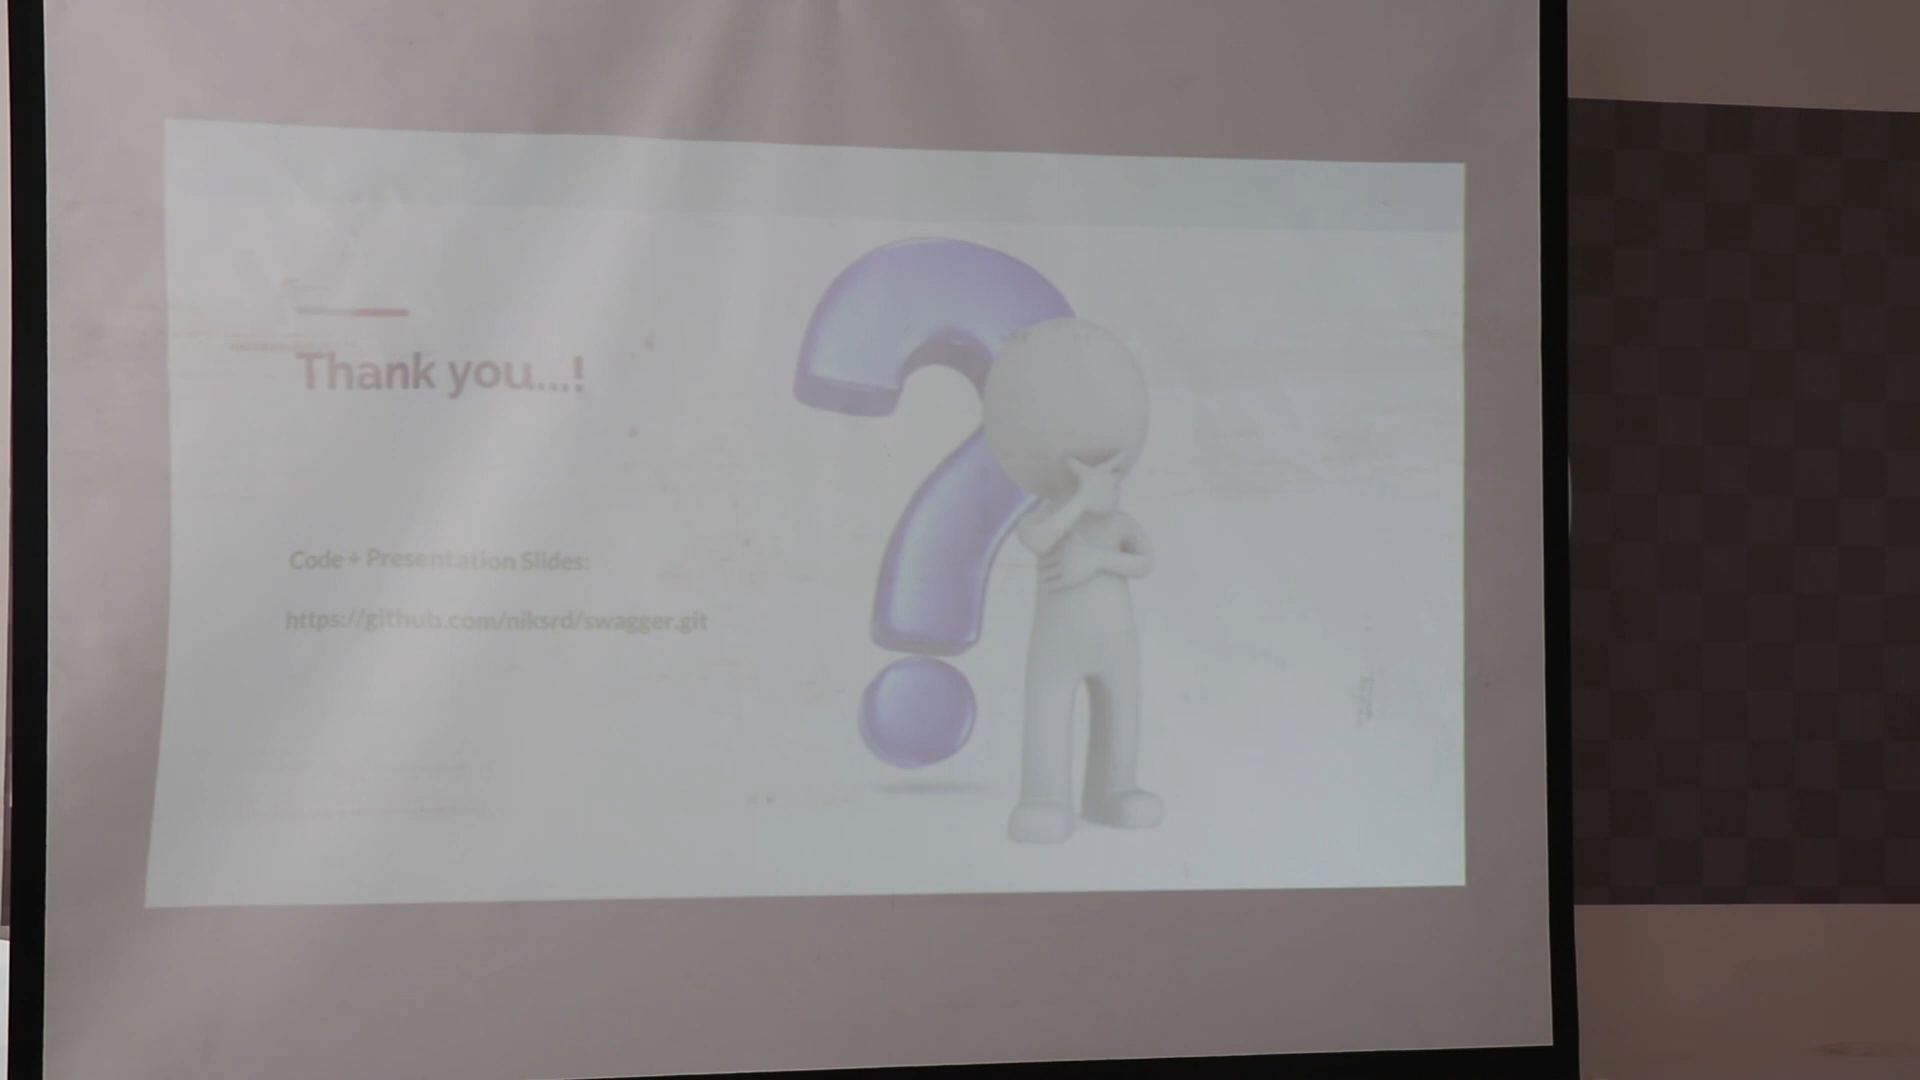 Thank you...!
Code + Presentation Slides:
https://github.com/niksrd/swagger.git